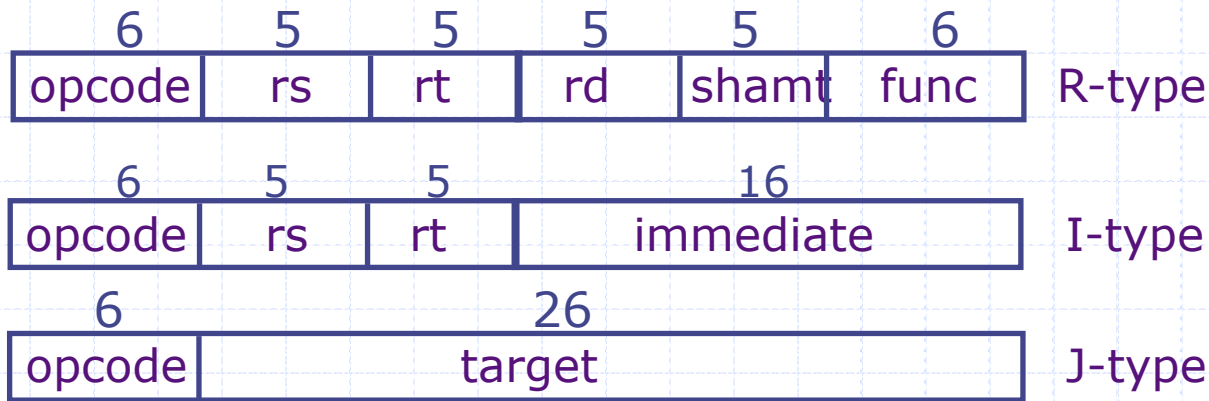 6 5 5 5 5 6
opcode rs rt rd shamt func R-type
6 5 5 16
opcode rs rt immediate I-type
6 26
opcode target J-type